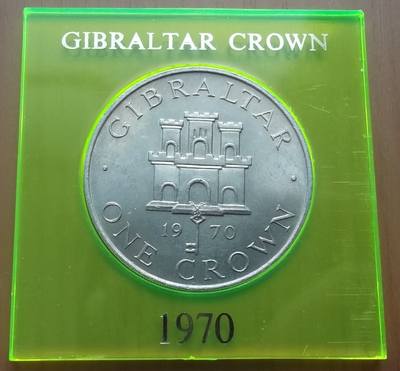 GIBRALTAR CROWN
· GIBRALTAR ·
19 70
ONE CROWN
1970